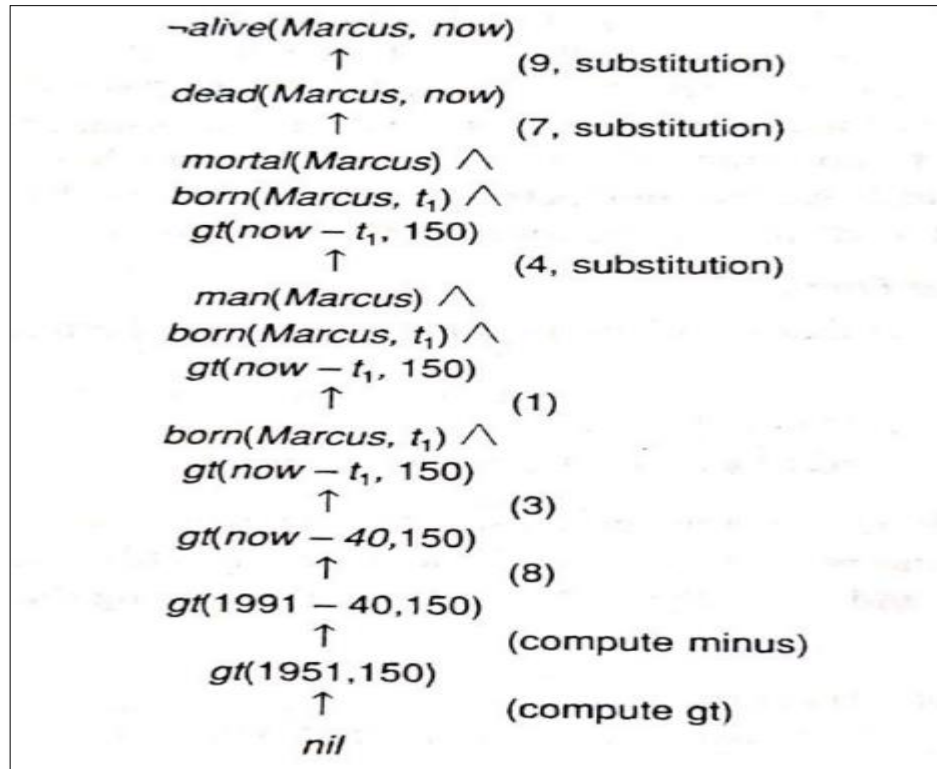 ¬alive(Marcus, now)
↑ (9, substitution)
dead(Marcus, now)
↑ (7, substitution)
mortal(Marcus) ∧
born(Marcus, t₁) ∧
gt(now – t₁, 150)
↑ (4, substitution)
man(Marcus) ∧
born(Marcus, t₁) ∧
gt(now – t₁, 150)
↑ (1)
born(Marcus, t₁) ∧
gt(now – t₁, 150)
↑ (3)
gt(now – 40,150)
↑ (8)
gt(1991 – 40,150)
↑ (compute minus)
gt(1951,150)
↑ (compute gt)
nil